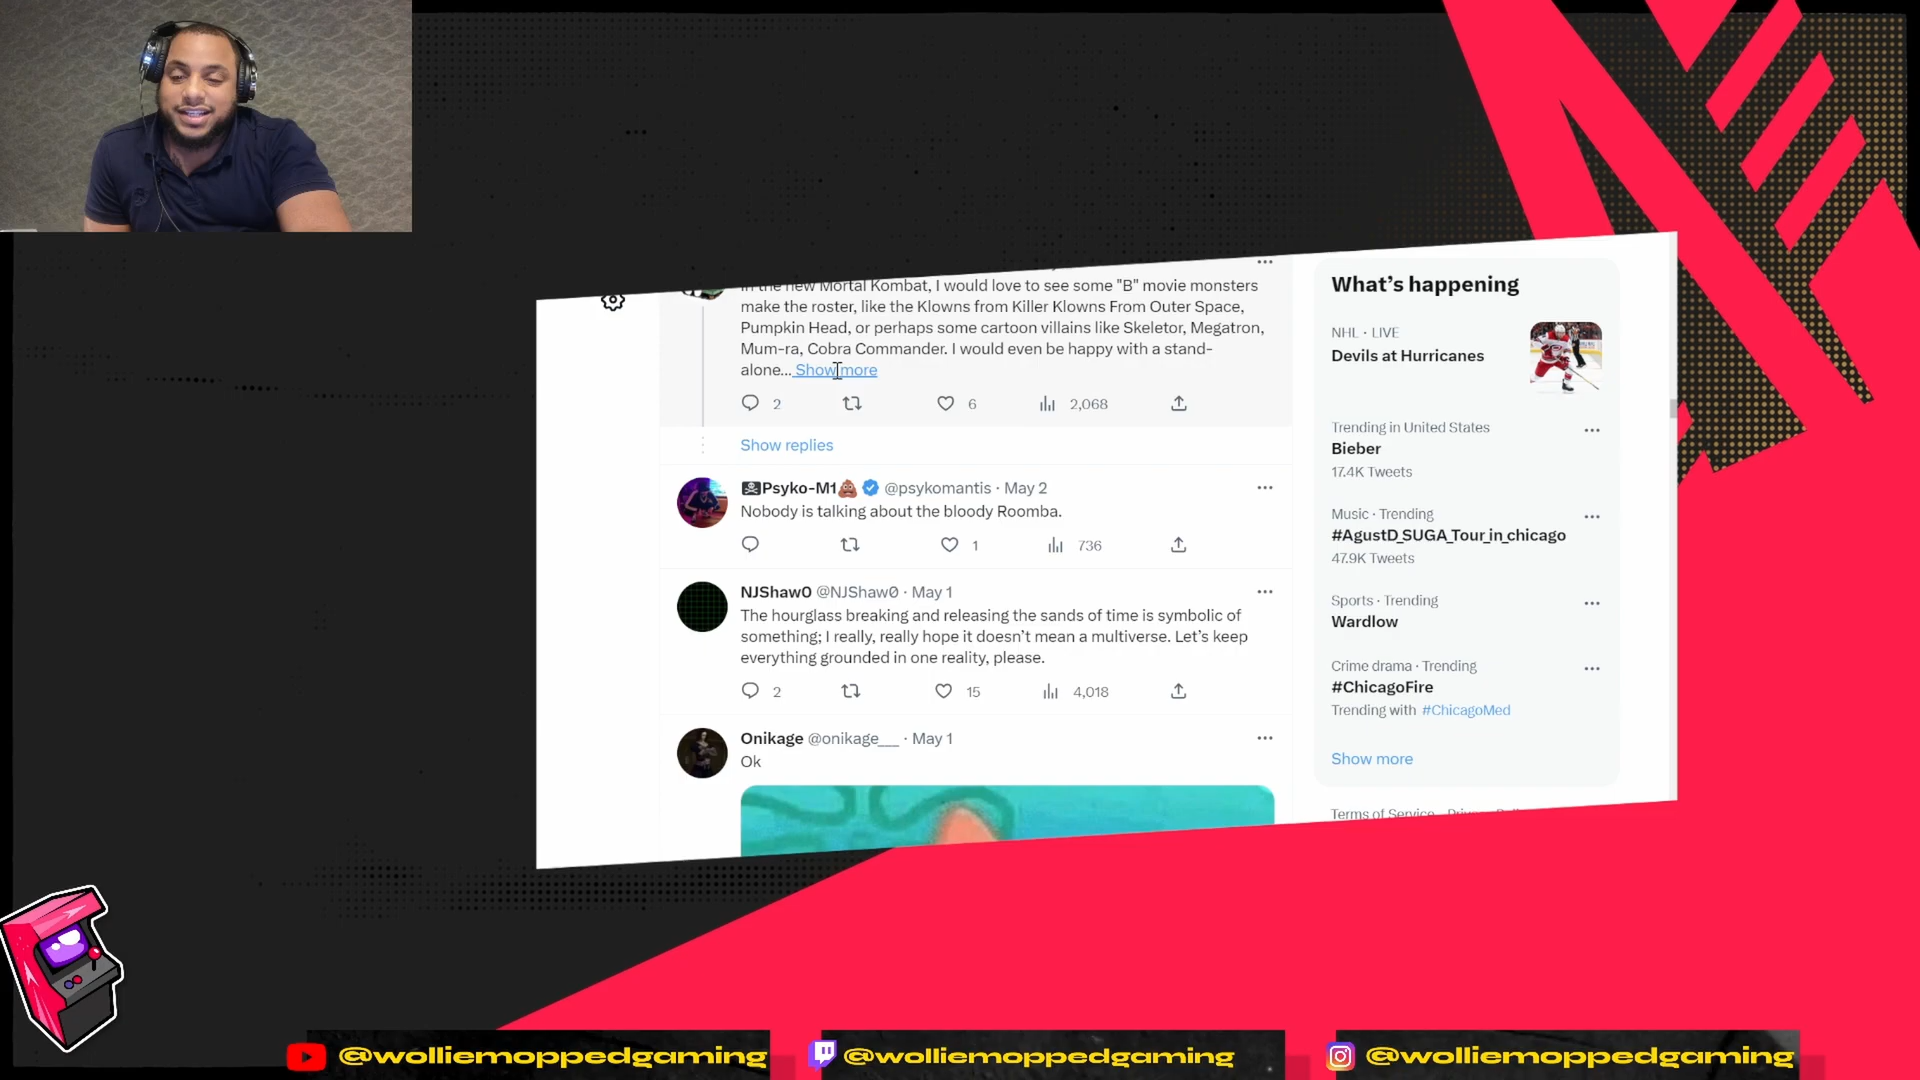 In the new Mortal Kombat, I would love to see some "B" movie monsters
make the roster, like the Klowns from Killer Klowns From Outer Space,
Pumpkin Head, or perhaps some cartoon villains like Skeletor, Megatron,
Mum-ra, Cobra Commander. I would even be happy with a stand-
alone... Show more
2 6 2,068
Show replies
Psyko-M1 @psykomantis · May 2
Nobody is talking about the bloody Roomba.
1 736
NJShaw0 @NJShaw0 · May 1
The hourglass breaking and releasing the sands of time is symbolic of
something; I really, really hope it doesn't mean a multiverse. Let's keep
everything grounded in one reality, please.
2 15 4,018
Onikage @onikage___ · May 1
Ok
What's happening
NHL · LIVE
Devils at Hurricanes
Trending in United States
Bieber
17.4K Tweets
Music · Trending
#AgustD_SUGA_Tour_in_chicago
47.9K Tweets
Sports · Trending
Wardlow
Crime drama · Trending
#ChicagoFire
Trending with #ChicagoMed
Show more
Terms of Service
@wolliemoppedgaming
@wolliemoppedgaming
@wolliemoppedgaming